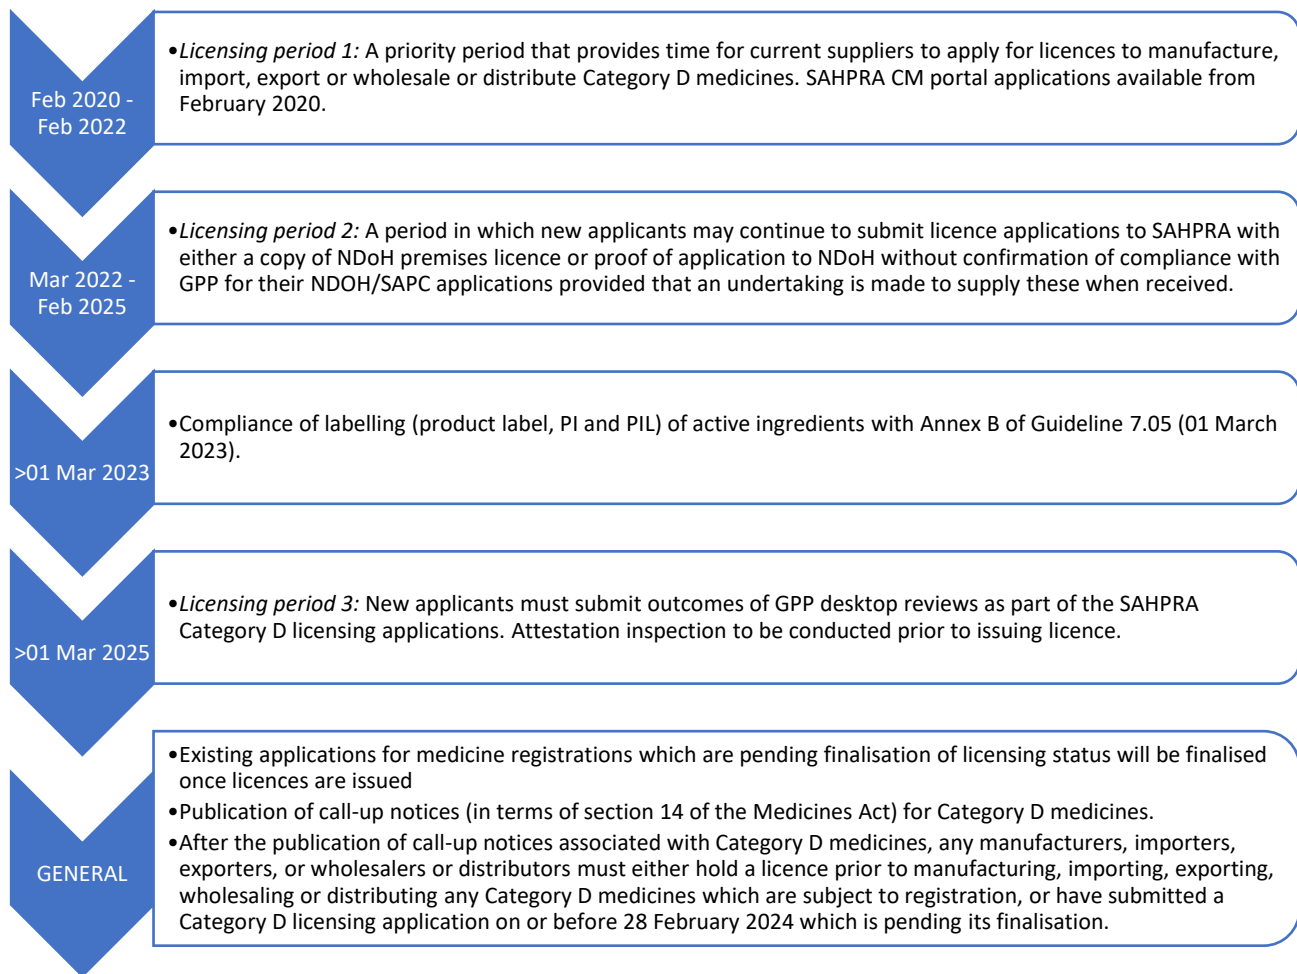 Feb 2020 -
Feb 2022
•Licensing period 1: A priority period that provides time for current suppliers to apply for licences to manufacture,
import, export or wholesale or distribute Category D medicines. SAHPRA CM portal applications available from
February 2020.
Mar 2022 -
Feb 2025
•Licensing period 2: A period in which new applicants may continue to submit licence applications to SAHPRA with
either a copy of NDoH premises licence or proof of application to NDoH without confirmation of compliance with
GPP for their NDOH/SAPC applications provided that an undertaking is made to supply these when received.
>01 Mar 2023
•Compliance of labelling (product label, PI and PIL) of active ingredients with Annex B of Guideline 7.05 (01 March
2023).
>01 Mar 2025
•Licensing period 3: New applicants must submit outcomes of GPP desktop reviews as part of the SAHPRA
Category D licensing applications. Attestation inspection to be conducted prior to issuing licence.
GENERAL
•Existing applications for medicine registrations which are pending finalisation of licensing status will be finalised
once licences are issued
•Publication of call-up notices (in terms of section 14 of the Medicines Act) for Category D medicines.
•After the publication of call-up notices associated with Category D medicines, any manufacturers, importers,
exporters, or wholesalers or distributors must either hold a licence prior to manufacturing, importing, exporting,
wholesaling or distributing any Category D medicines which are subject to registration, or have submitted a
Category D licensing application on or before 28 February 2024 which is pending its finalisation.